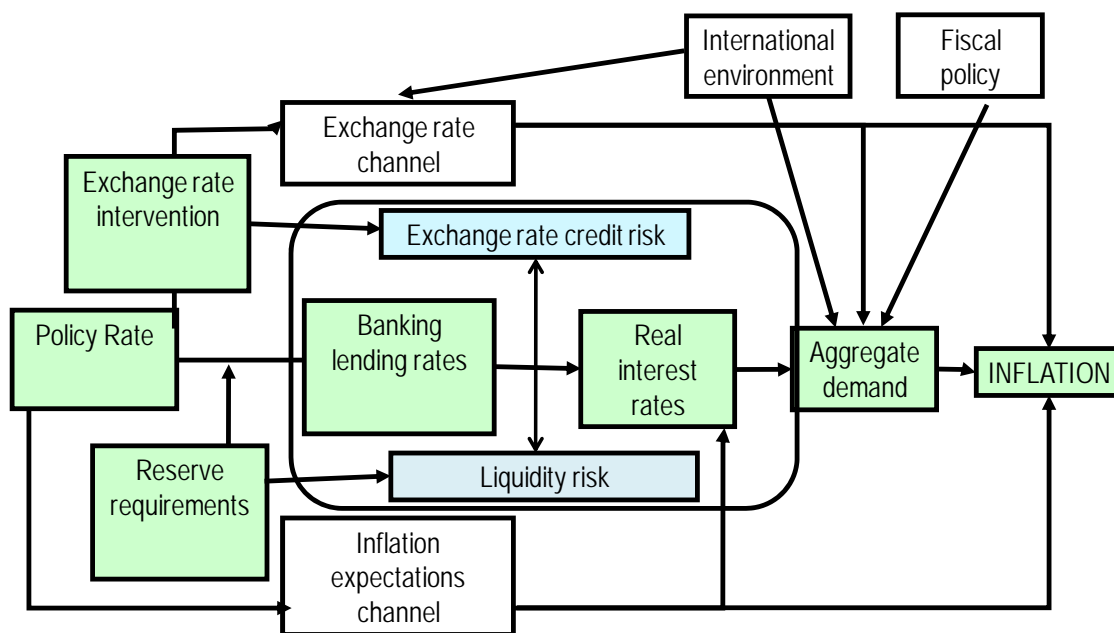 International
environment
Fiscal
policy
Exchange rate
channel
Exchange rate
intervention
Exchange rate credit risk
Policy Rate
Banking
lending rates
Real
interest
rates
Aggregate
demand
INFLATION
Reserve
requirements
Liquidity risk
Inflation
expectations
channel